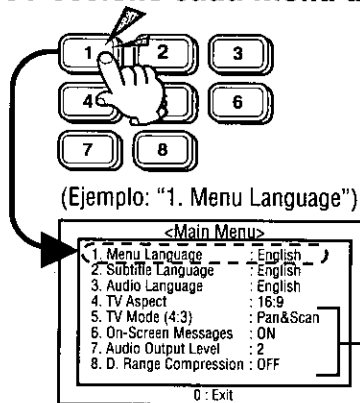 1 2 3
4 6
7 8
(Ejemplo: "1. Menu Language")
<Main Menu>
1. Menu Language : English
2. Subtitle Language : English
3. Audio Language : English
4. TV Aspect : 16:9
5. TV Mode (4:3) : Pan&Scan
6. On-Screen Messages : ON
7. Audio Output Level : 2
8. D. Range Compression : OFF
0 : Exit